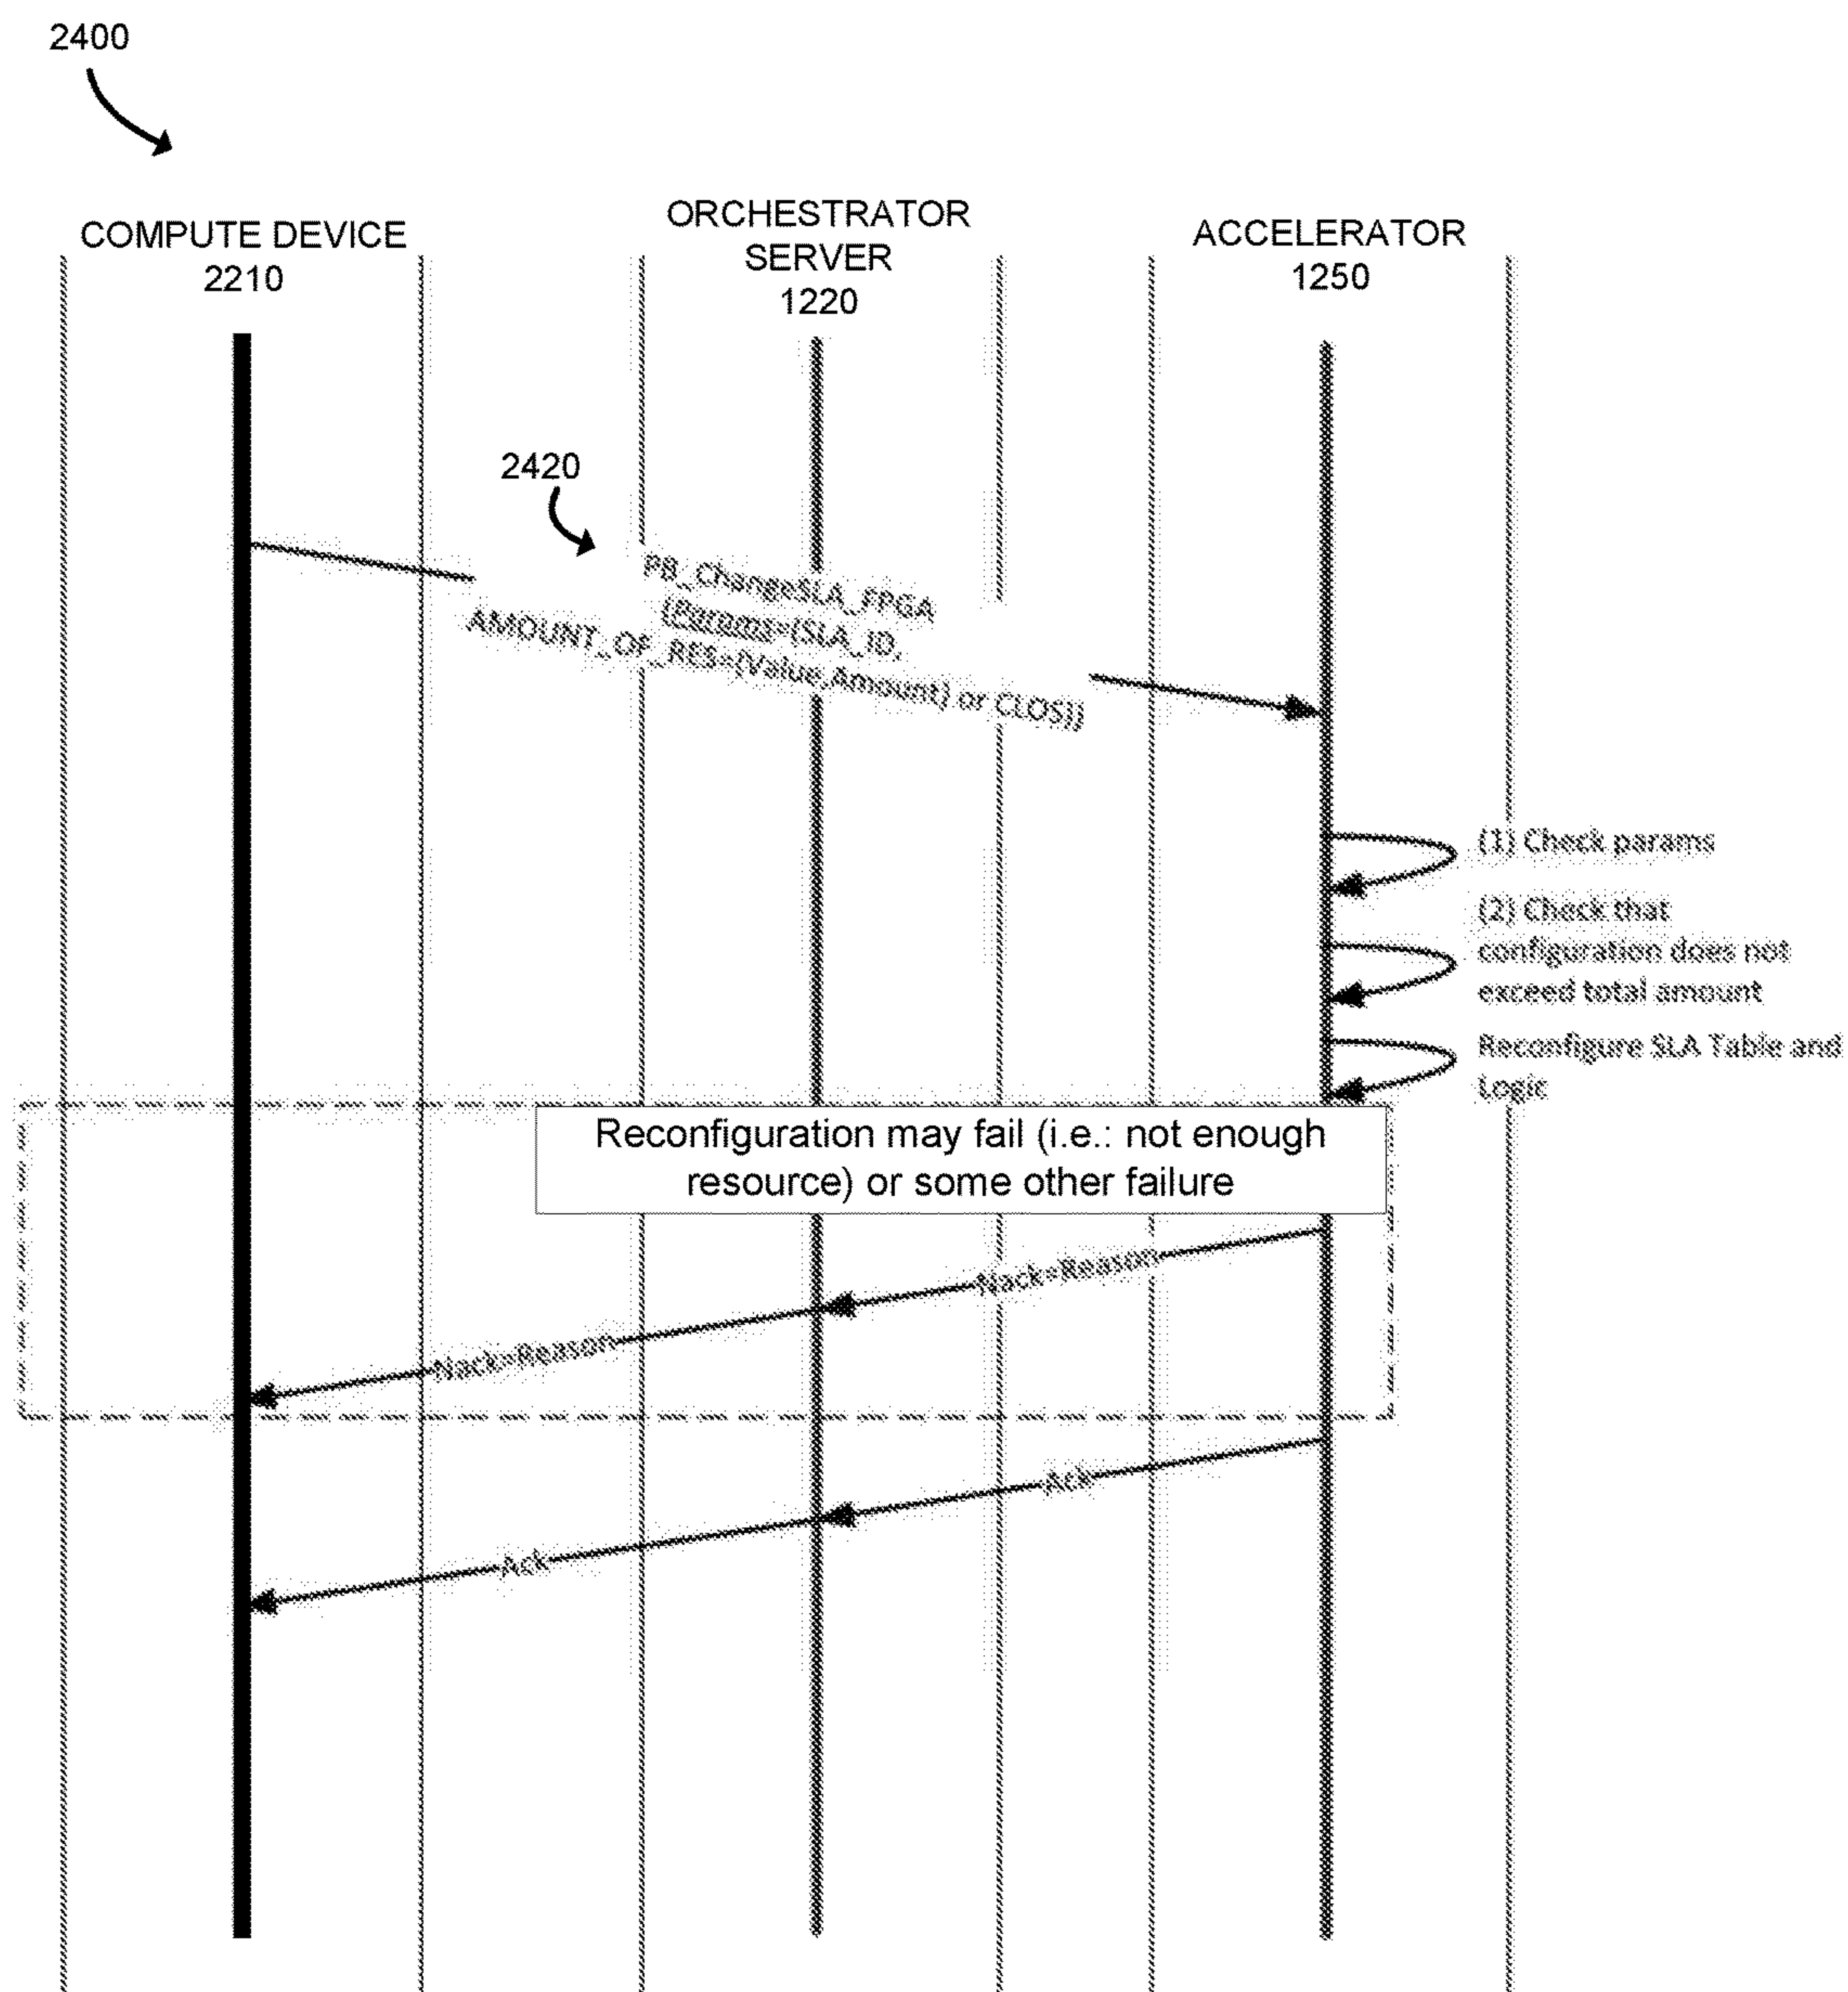 2400
COMPUTE DEVICE
2210
ORCHESTRATOR
SERVER
1220
ACCELERATOR
1250
2420
PB_ChangeSLA_FPGA
(Params={SLA_ID,
AMOUNT_OF_RES={Value,Amount} or CLOS})
(1) Check params
(2) Check that
configuration does not
exceed total amount
Reconfigure SLA Table and
Logic
Reconfiguration may fail (i.e.: not enough
resource) or some other failure
Nack=Reason
Nack=Reason
Ack
Ack